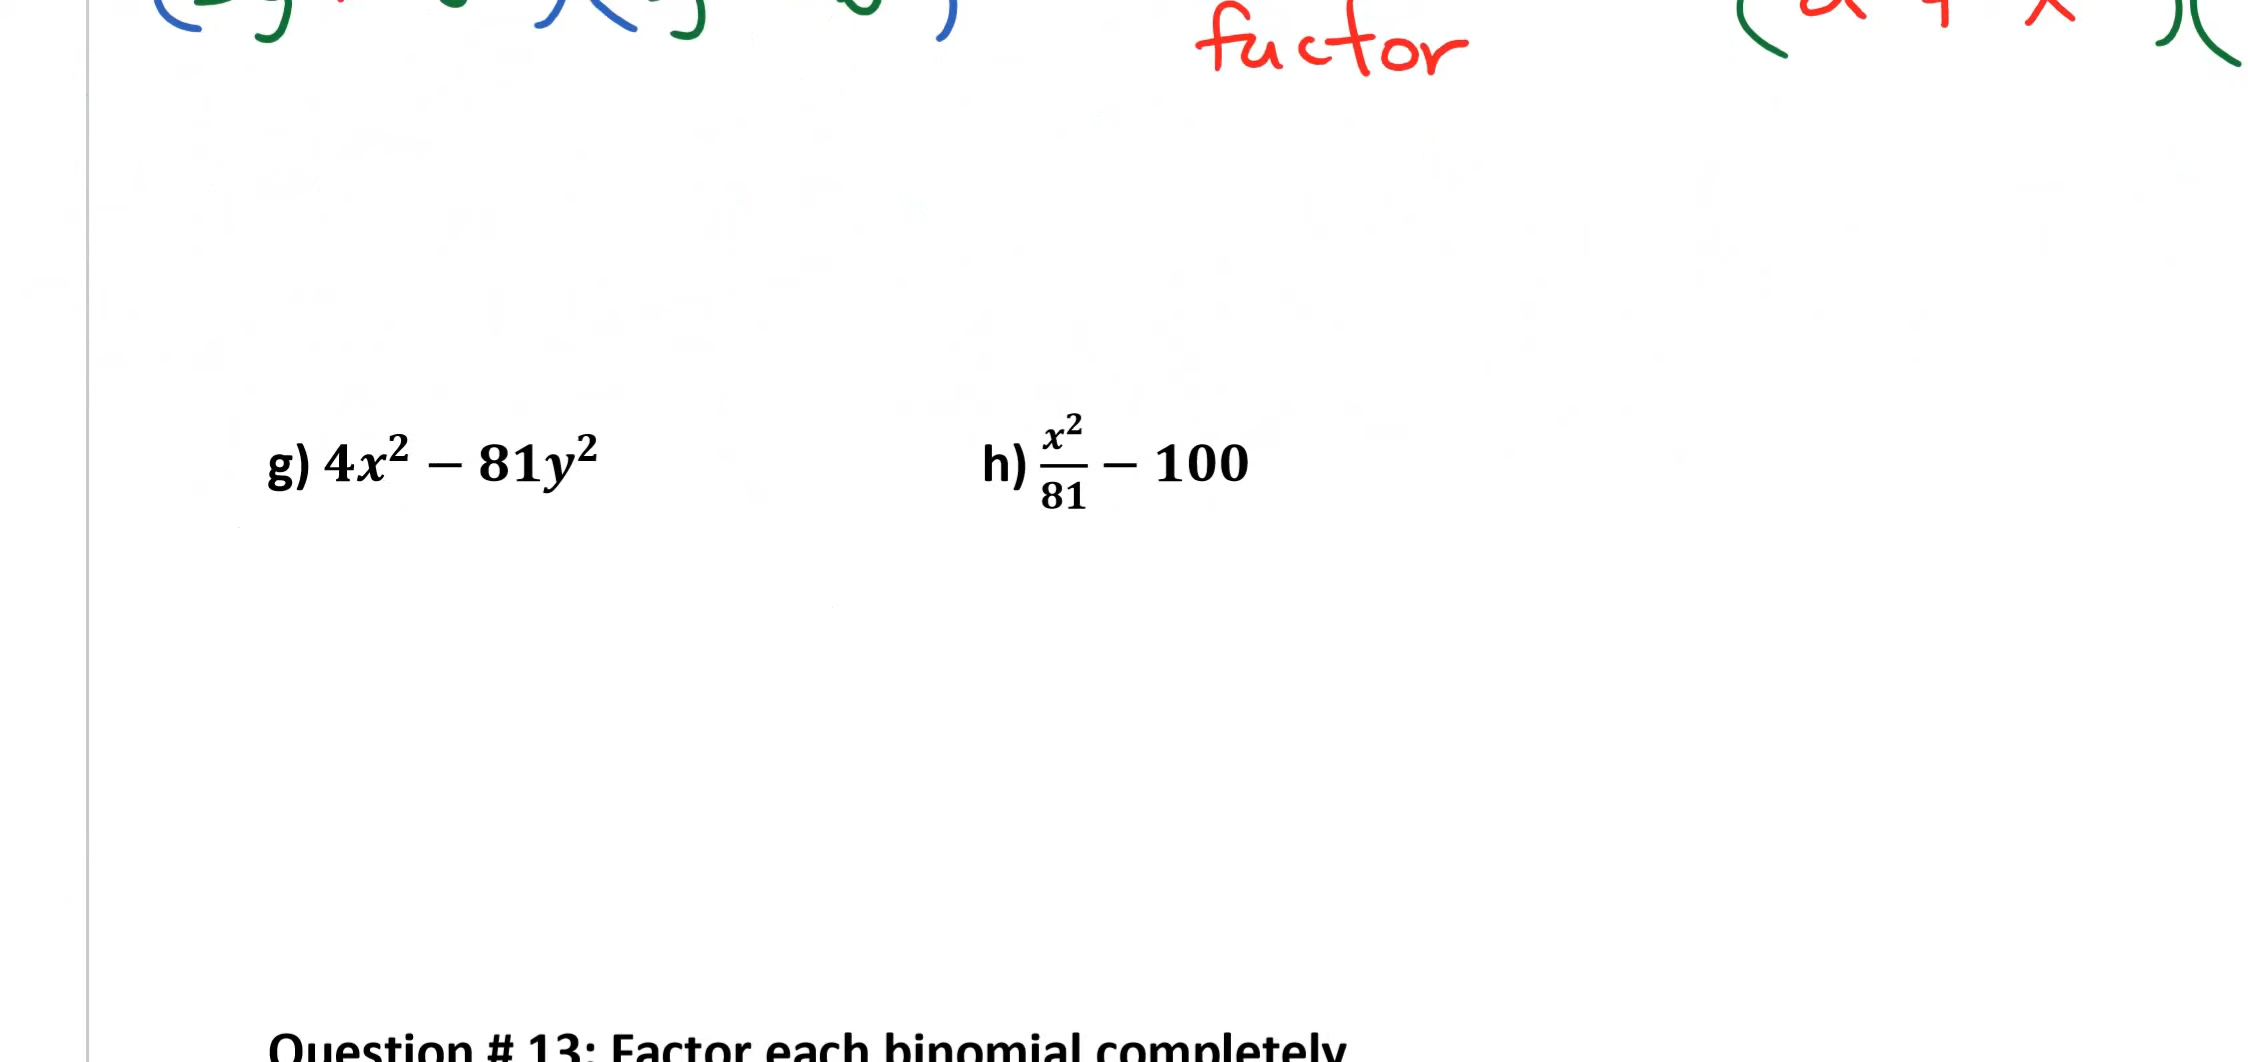 factor
g) 4x² – 81y²
h) x²/81 – 100
Question # 13: Factor each binomial completely